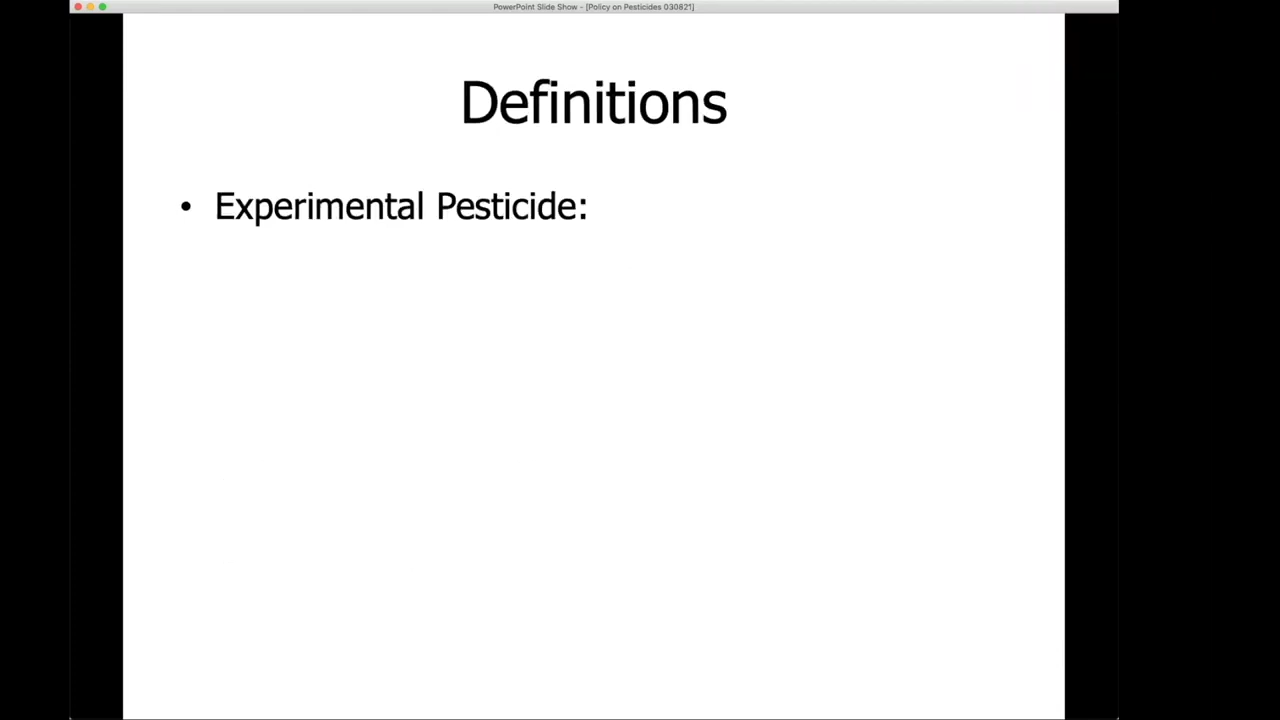 PowerPoint Slide Show - [Policy on Pesticides 030821]
Definitions
• Experimental Pesticide: